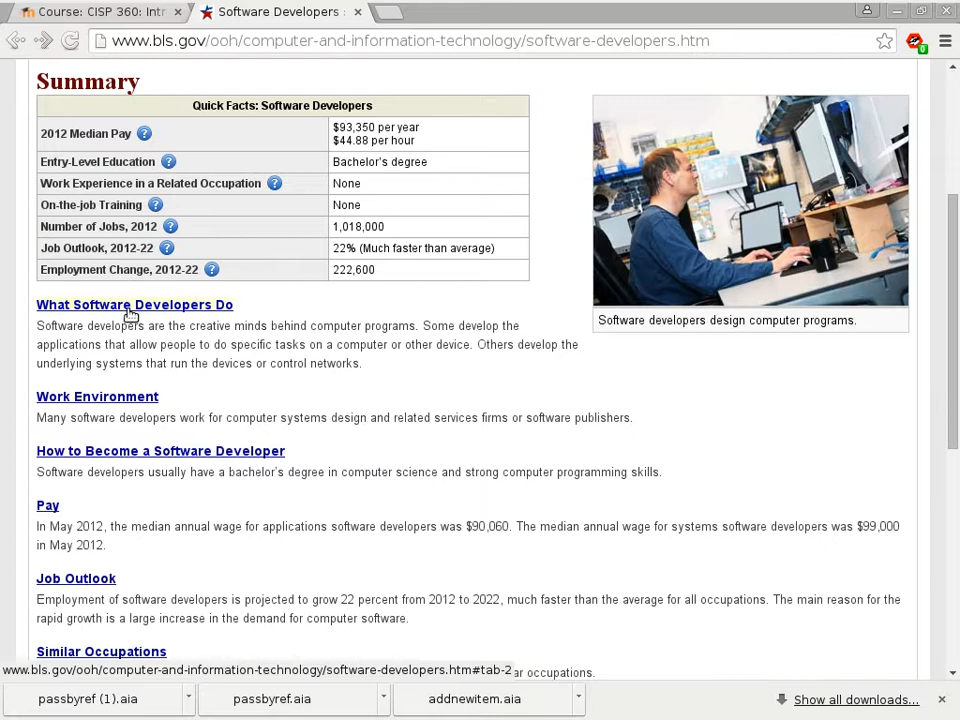 Course: CISP 360: Intr
Software Developers :
www.bls.gov/ooh/computer-and-information-technology/software-developers.htm
0
Summary
Quick Facts: Software Developers
2012 Median Pay ? $93,350 per year
$44.88 per hour
Entry-Level Education ? Bachelor's degree
Work Experience in a Related Occupation ? None
On-the-job Training ? None
Number of Jobs, 2012 ? 1,018,000
Job Outlook, 2012-22 ? 22% (Much faster than average)
Employment Change, 2012-22 ? 222,600
Software developers design computer programs.
What Software Developers Do
Software developers are the creative minds behind computer programs. Some develop the
applications that allow people to do specific tasks on a computer or other device. Others develop the
underlying systems that run the devices or control networks.
Work Environment
Many software developers work for computer systems design and related services firms or software publishers.
How to Become a Software Developer
Software developers usually have a bachelor's degree in computer science and strong computer programming skills.
Pay
In May 2012, the median annual wage for applications software developers was $90,060. The median annual wage for systems software developers was $99,000
in May 2012.
Job Outlook
Employment of software developers is projected to grow 22 percent from 2012 to 2022, much faster than the average for all occupations. The main reason for the
rapid growth is a large increase in the demand for computer software.
Similar Occupations
www.bls.gov/ooh/computer-and-information-technology/software-developers.htm#tab-2
ar occupations.
passbyref (1).aia
passbyref.aia
addnewitem.aia
Show all downloads...